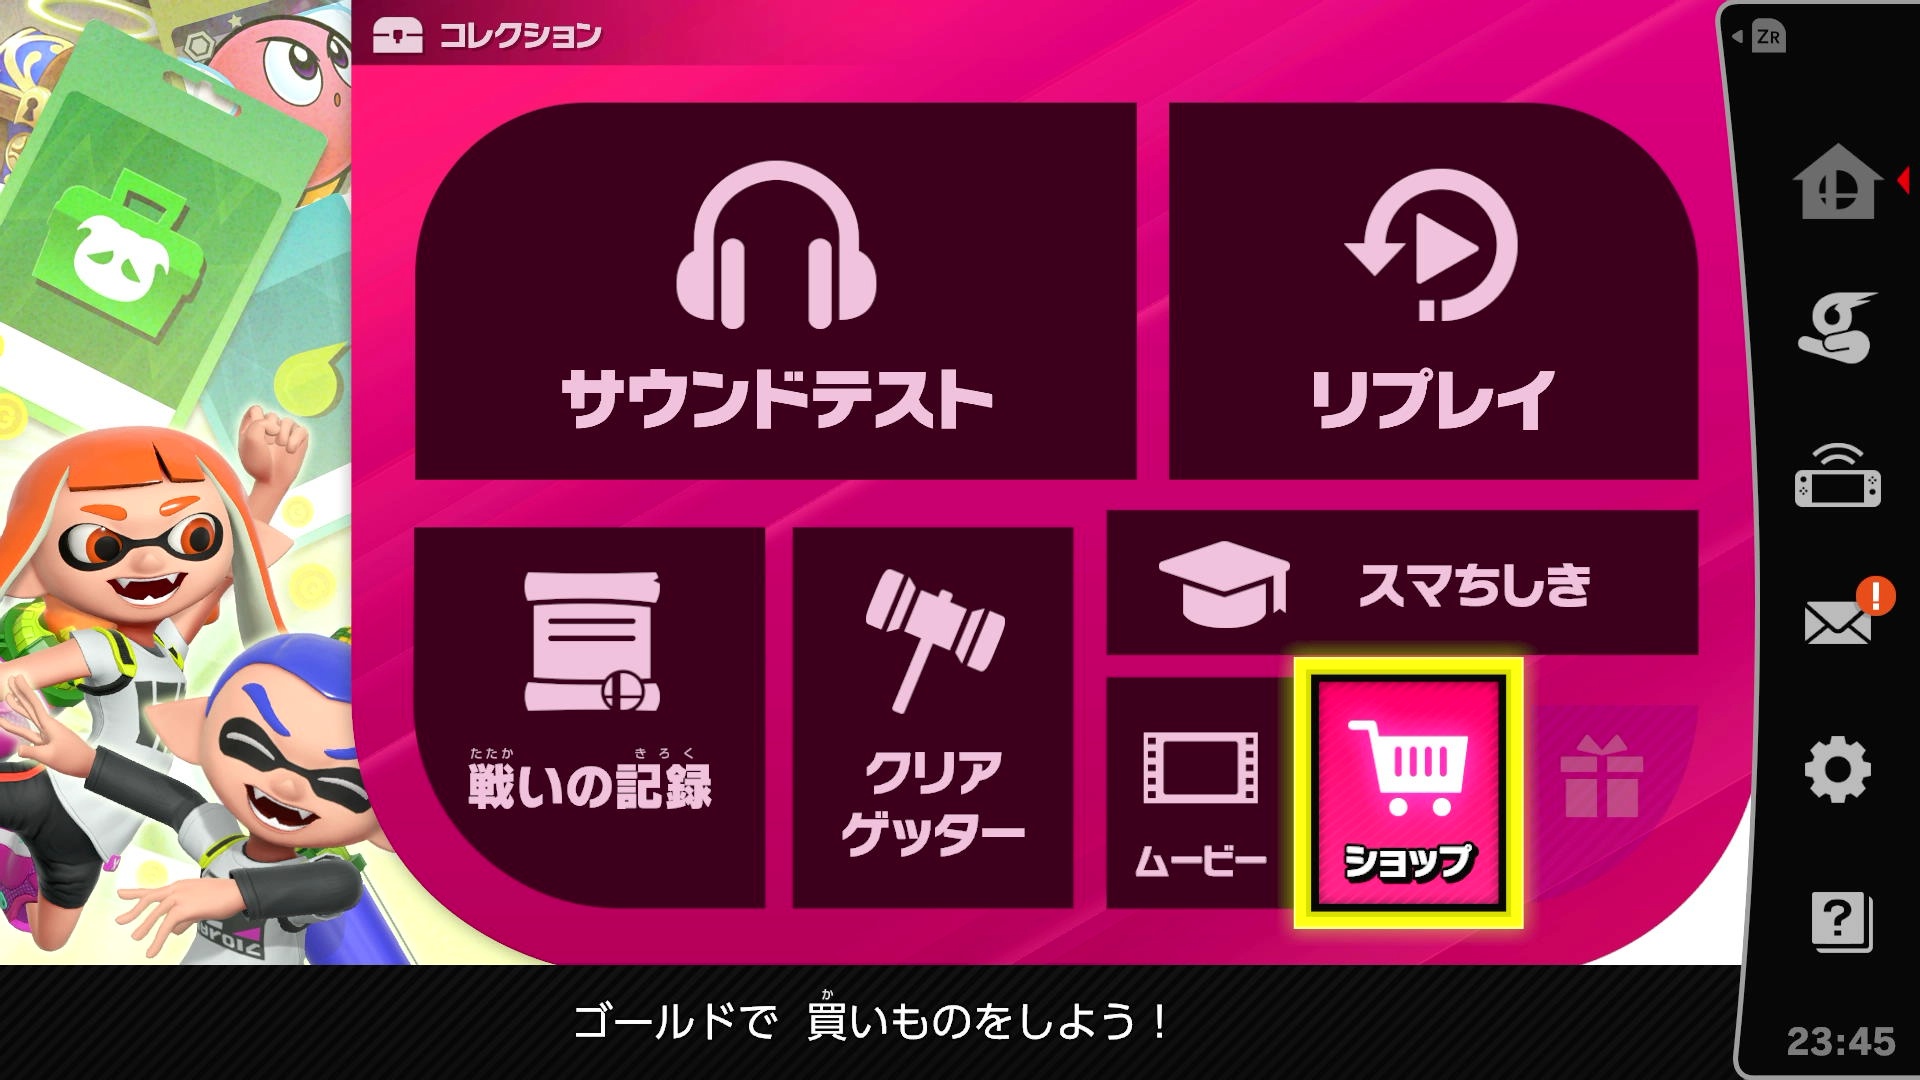 コレクション
ZR
サウンドテスト
リプレイ
たたか きろく
戦いの記録
クリア
ゲッター
スマちしき
ムービー
ショップ
か
ゴールドで 買いものをしよう!
23:45